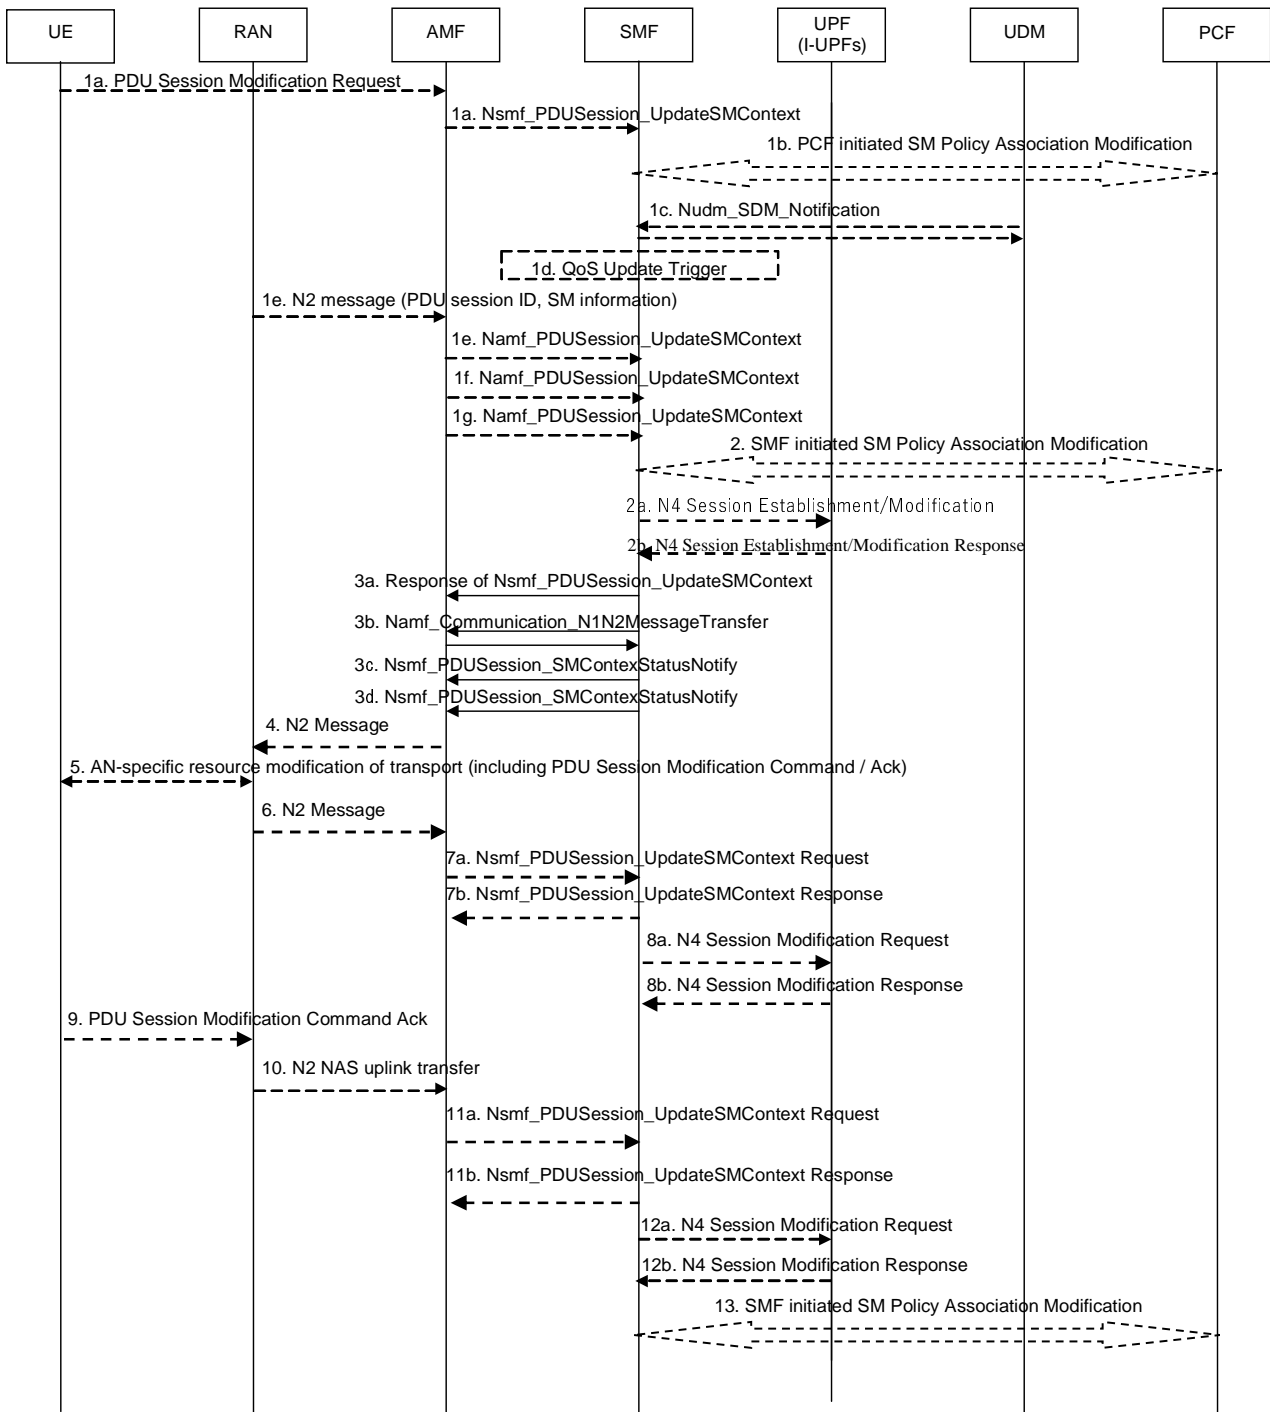 UE
RAN
AMF
SMF
UPF
(I-UPFs)
UDM
PCF
1a. PDU Session Modification Request
1a. Nsmf_PDUSession_UpdateSMContext
1b. PCF initiated SM Policy Association Modification
1c. Nudm_SDM_Notification
1d. QoS Update Trigger
1e. N2 message (PDU session ID, SM information)
1e. Namf_PDUSession_UpdateSMContext
1f. Namf_PDUSession_UpdateSMContext
1g. Namf_PDUSession_UpdateSMContext
2. SMF initiated SM Policy Association Modification
2a. N4 Session Establishment/Modification
2b. N4 Session Establishment/Modification Response
3a. Response of Nsmf_PDUSession_UpdateSMContext
3b. Namf_Communication_N1N2MessageTransfer
3c. Nsmf_PDUSession_SMContexStatusNotify
3d. Nsmf_PDUSession_SMContexStatusNotify
4. N2 Message
5. AN-specific resource modification of transport (including PDU Session Modification Command / Ack)
6. N2 Message
7a. Nsmf_PDUSession_UpdateSMContext Request
7b. Nsmf_PDUSession_UpdateSMContext Response
8a. N4 Session Modification Request
8b. N4 Session Modification Response
9. PDU Session Modification Command Ack
10. N2 NAS uplink transfer
11a. Nsmf_PDUSession_UpdateSMContext Request
11b. Nsmf_PDUSession_UpdateSMContext Response
12a. N4 Session Modification Request
12b. N4 Session Modification Response
13. SMF initiated SM Policy Association Modification